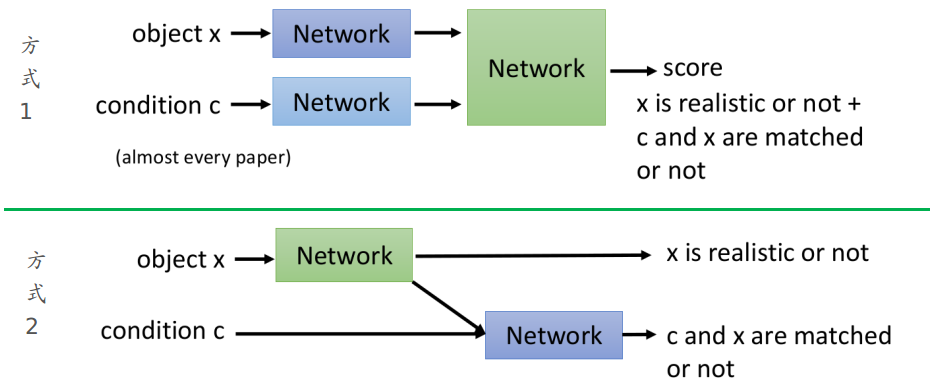 方式1
object x
Network
Network
score
condition c
Network
x is realistic or not +
c and x are matched
or not
(almost every paper)
方式2
object x
Network
x is realistic or not
condition c
Network
c and x are matched
or not